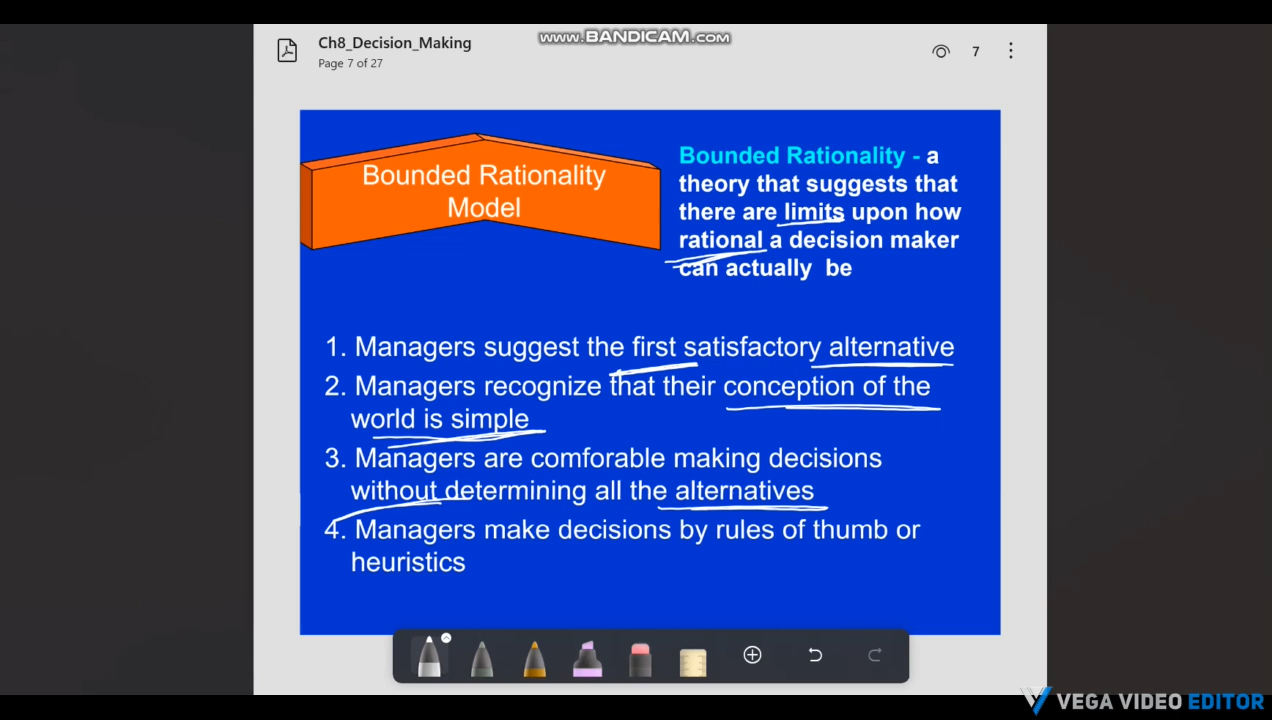 www.BANDICAM.com
Ch8_Decision_Making
Page 7 of 27
7
Bounded Rationality
Model
Bounded Rationality - a
theory that suggests that
there are limits upon how
rational a decision maker
can actually be
1. Managers suggest the first satisfactory alternative
2. Managers recognize that their conception of the
world is simple
3. Managers are comforable making decisions
without determining all the alternatives
4. Managers make decisions by rules of thumb or
heuristics
VEGA VIDEO EDITOR